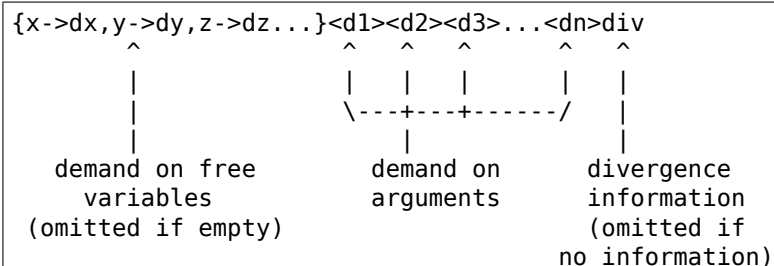 {x->dx,y->dy,z->dz...}<d1><d2><d3>...<dn>div
        ^              ^   ^   ^      ^   ^
        |              |   |   |      |   |
        |              \---+---+------/   |
        |                  |              |
   demand on free        demand on      divergence
     variables           arguments      information
 (omitted if empty)                     (omitted if
                                      no information)